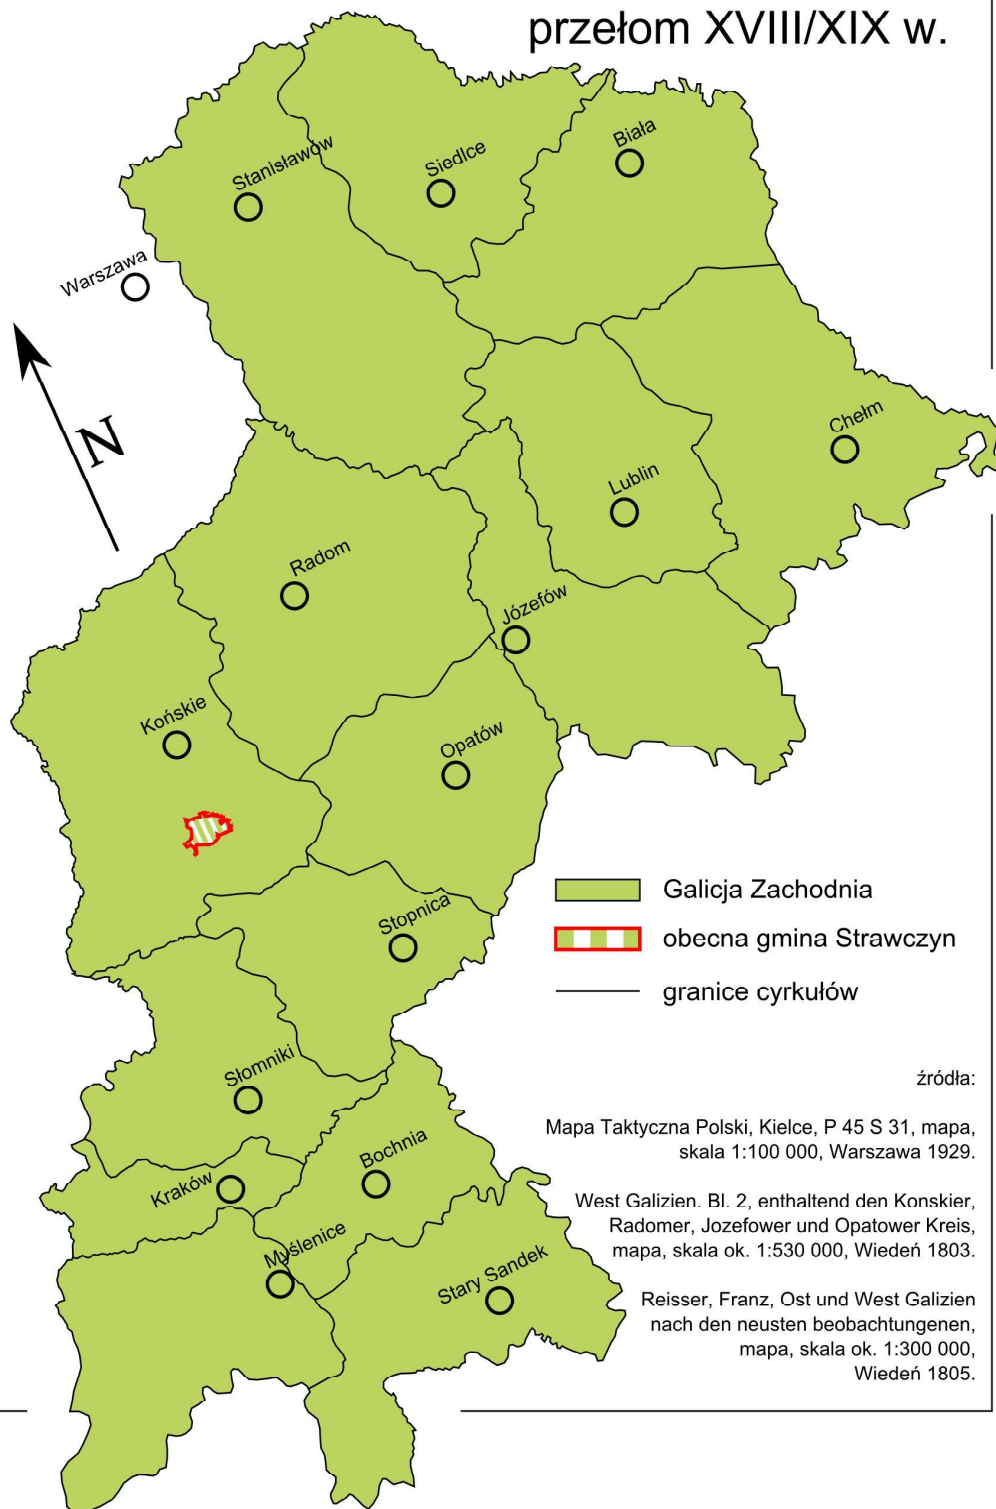 przełom XVIII/XIX w.
Stanisławów
Siedlce
Biała
Warszawa
N
Chełm
Lublin
Radom
Józefów
Końskie
Opatów
Stopnica
Galicja Zachodnia
obecna gmina Strawczyn
granice cyrkułów
Słomniki
Bochnia
Kraków
Myślenice
Stary Sandek
źródła:
Mapa Taktyczna Polski, Kielce, P 45 S 31, mapa,
skala 1:100 000, Warszawa 1929.
West Galizien. Bl. 2, enthaltend den Konskier,
Radomer, Jozefower und Opatower Kreis,
mapa, skala ok. 1:530 000, Wiedeń 1803.
Reisser, Franz, Ost und West Galizien
nach den neusten beobachtungenen,
mapa, skala ok. 1:300 000,
Wiedeń 1805.